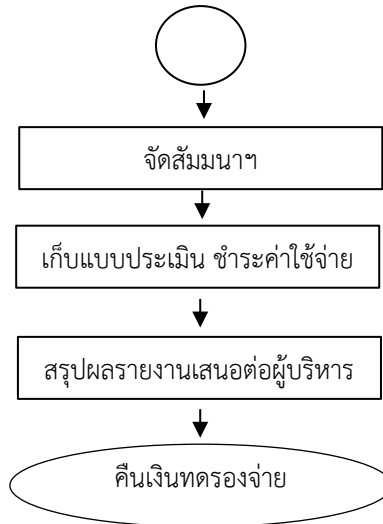 จัดสัมมนาฯ
เก็บแบบประเมิน ชำระค่าใช้จ่าย
สรุปผลรายงานเสนอต่อผู้บริหาร
คืนเงินทดรองจ่าย